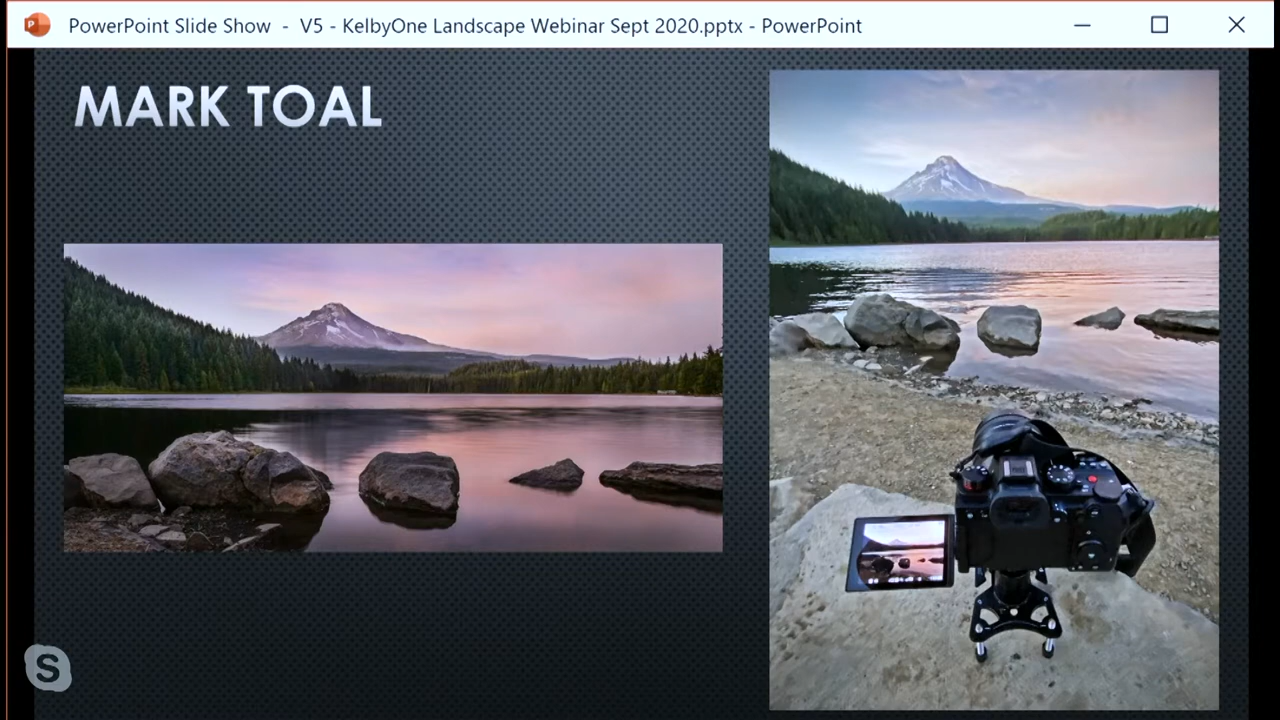 PowerPoint Slide Show - V5 - KelbyOne Landscape Webinar Sept 2020.pptx - PowerPoint
MARK TOAL